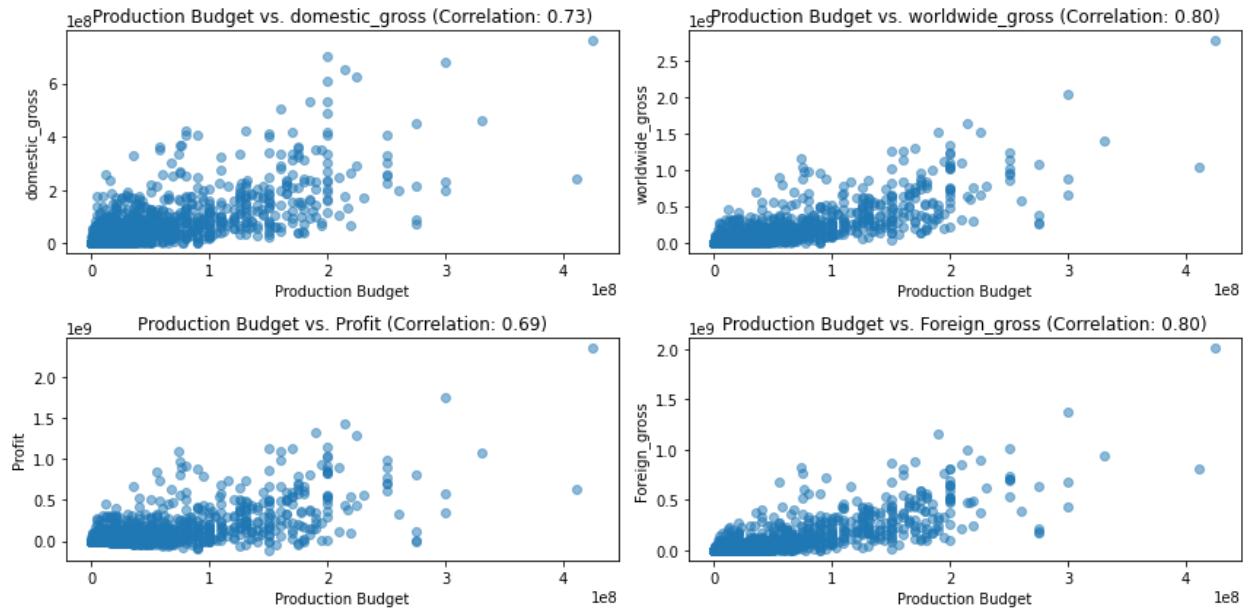 1e8 Production Budget vs. domestic_gross (Correlation: 0.73)
domestic_gross
6
4
2
0
0 1 2 3 4
Production Budget
1e8
1e9 Production Budget vs. worldwide_gross (Correlation: 0.80)
worldwide_gross
2.5
2.0
1.5
1.0
0.5
0.0
0 1 2 3 4
Production Budget
1e8
1e9 Production Budget vs. Profit (Correlation: 0.69)
Profit
2.0
1.5
1.0
0.5
0.0
0 1 2 3 4
Production Budget
1e8
1e9 Production Budget vs. Foreign_gross (Correlation: 0.80)
Foreign_gross
2.0
1.5
1.0
0.5
0.0
0 1 2 3 4
Production Budget
1e8